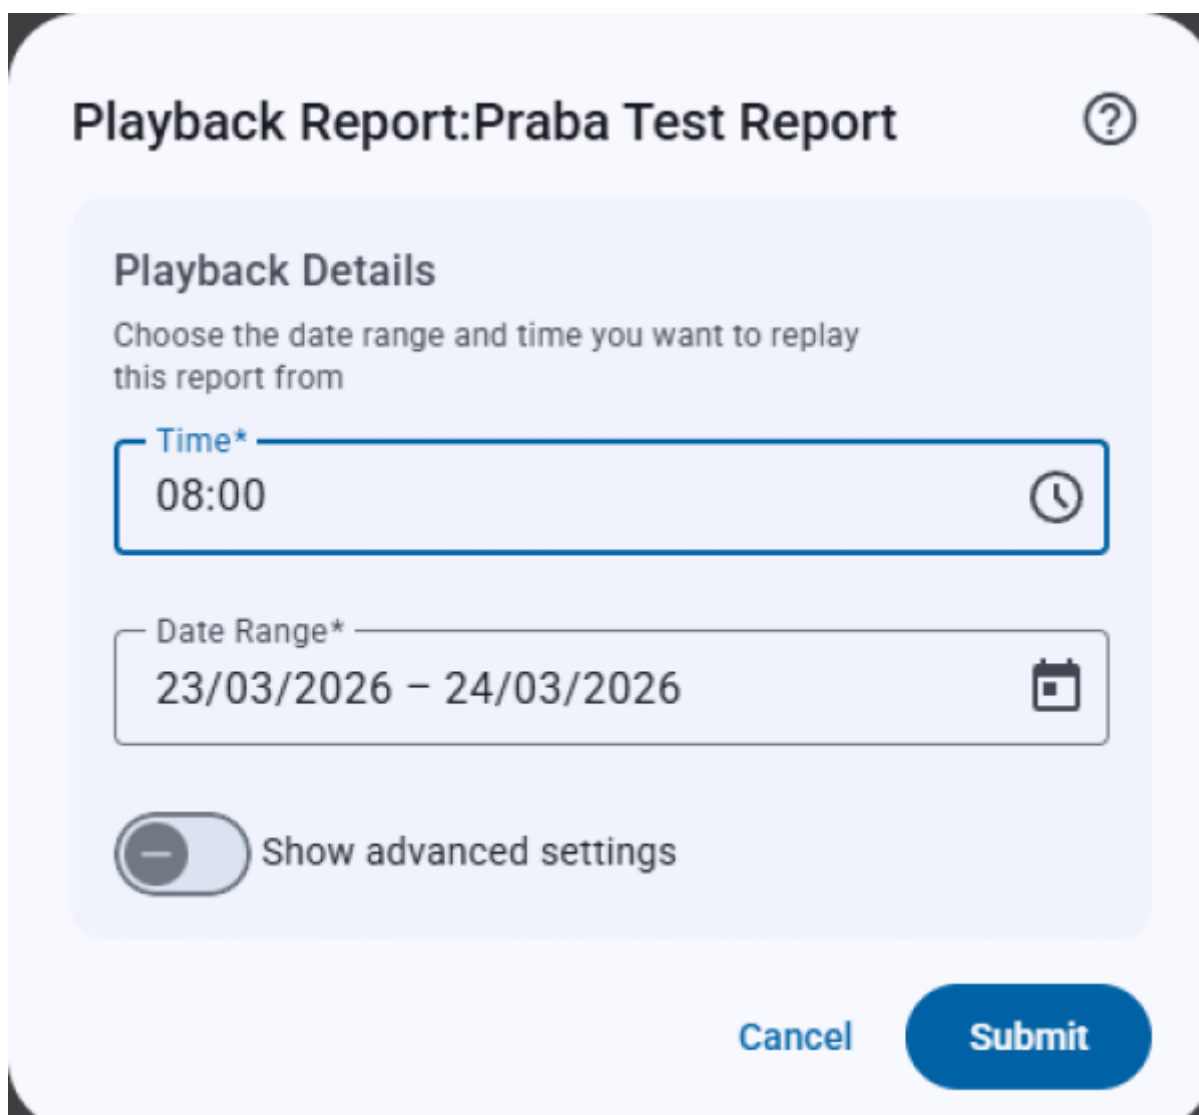 Playback Report:Praba Test Report
Playback Details
Choose the date range and time you want to replay
this report from
Time*
08:00
Date Range*
23/03/2026 – 24/03/2026
Show advanced settings
Cancel
Submit